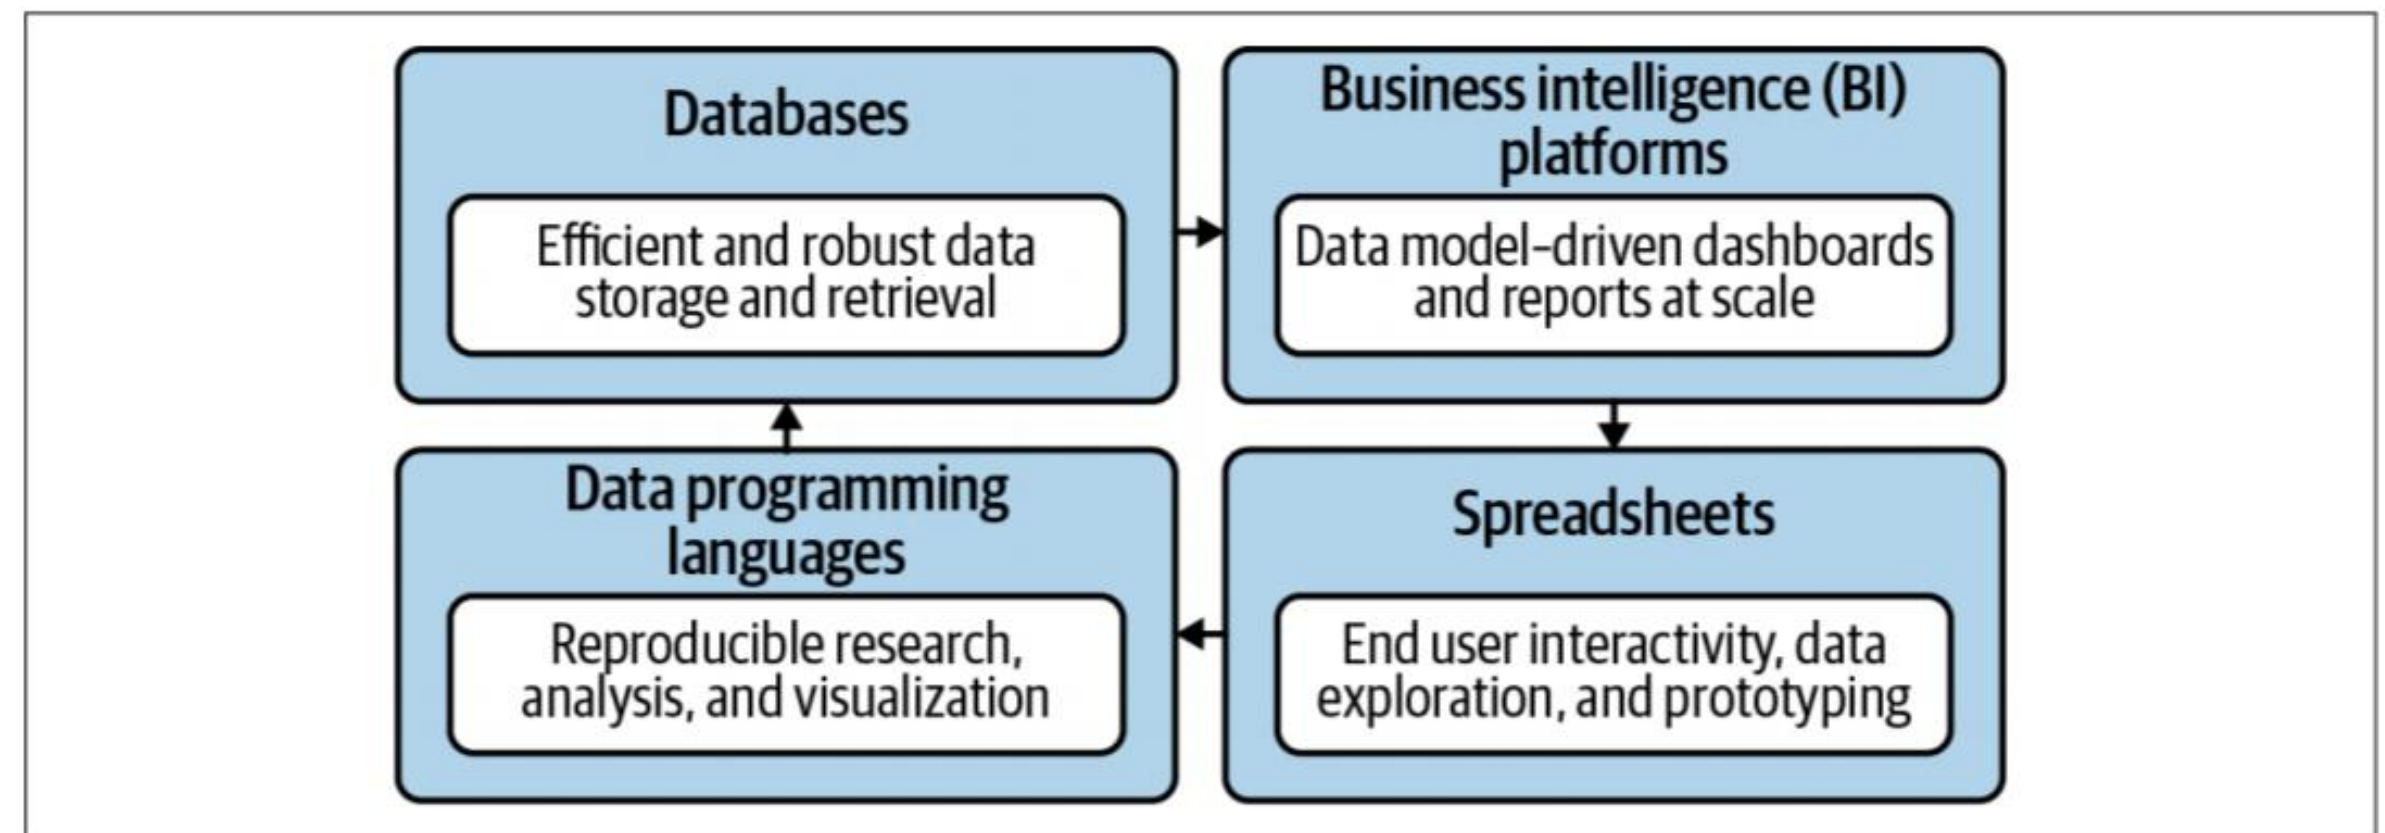 Databases
Efficient and robust data
storage and retrieval
Business intelligence (BI)
platforms
Data model–driven dashboards
and reports at scale
Data programming
languages
Reproducible research,
analysis, and visualization
Spreadsheets
End user interactivity, data
exploration, and prototyping